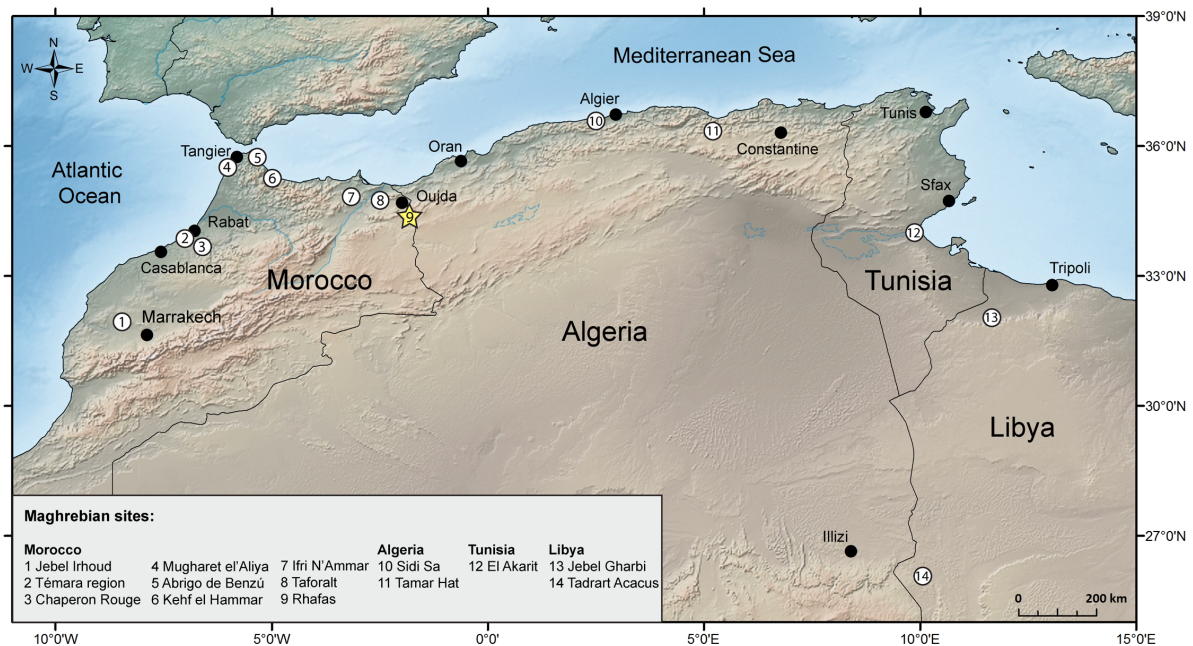 39°0'N
Mediterranean Sea
N
W
E
S
Algier
10
11
Tunis
Constantine
36°0'N
Tangier
5
4
6
Oran
Atlantic
Ocean
7
8
Oujda
9
Sfax
Rabat
2
3
Casablanca
12
Morocco
Tunisia
Tripoli
33°0'N
1
Marrakech
Algeria
13
30°0'N
Libya
Illizi
27°0'N
14
Maghrebian sites:
Morocco
1 Jebel Irhoud
2 Témara region
3 Chaperon Rouge
4 Mugharet el'Aliya
5 Abrigo de Benzú
6 Kehf el Hammar
7 Ifri N'Ammar
8 Taforalt
9 Rhafas
Algeria
10 Sidi Sa
11 Tamar Hat
Tunisia
12 El Akarit
Libya
13 Jebel Gharbi
14 Tadrart Acacus
0 200 km
10°0'W 5°0'W 0°0' 5°0'E 10°0'E 15°0'E